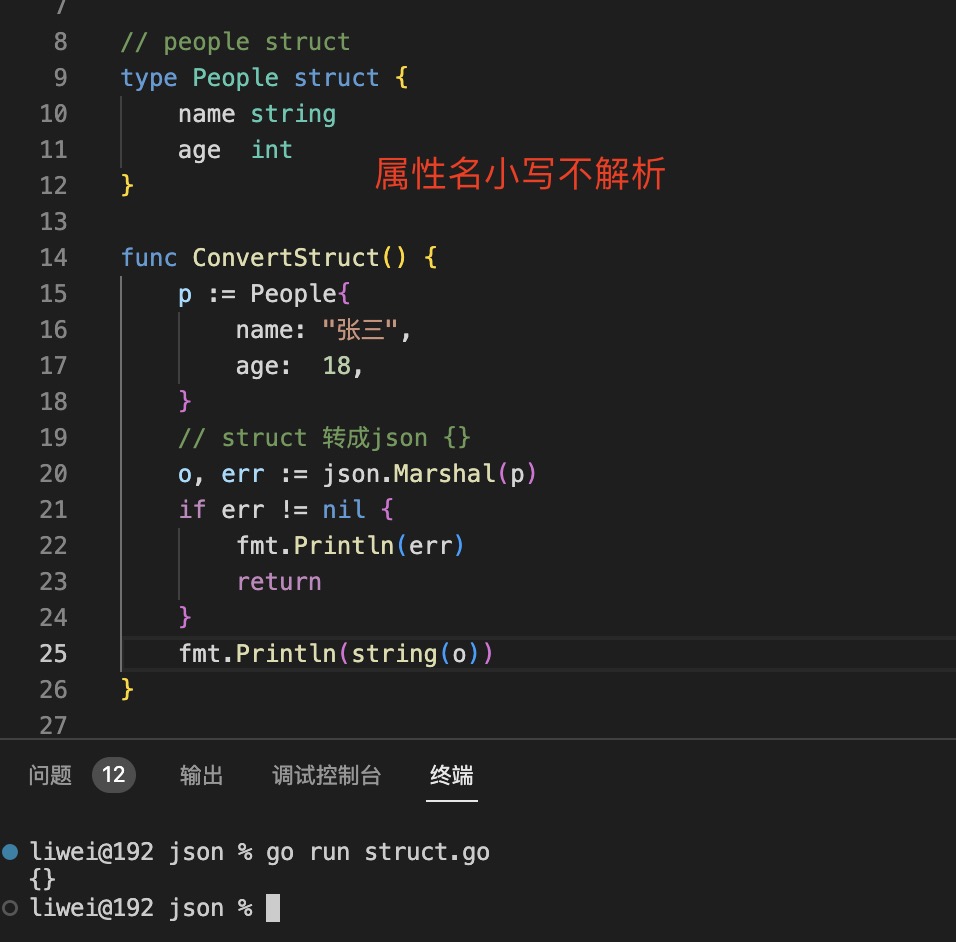 7
8 // people struct
9 type People struct {
10 name string
11 age  int
属性名小写不解析
12 }
13
14 func ConvertStruct() {
15 p := People{
16 name: "张三",
17 age:  18,
18 }
19 // struct 转成json {}
20 o, err := json.Marshal(p)
21 if err != nil {
22 fmt.Println(err)
23 return
24 }
25 fmt.Println(string(o))
26 }
27
问题 12 输出 调试控制台 终端
liwei@192 json % go run struct.go
{}
liwei@192 json %